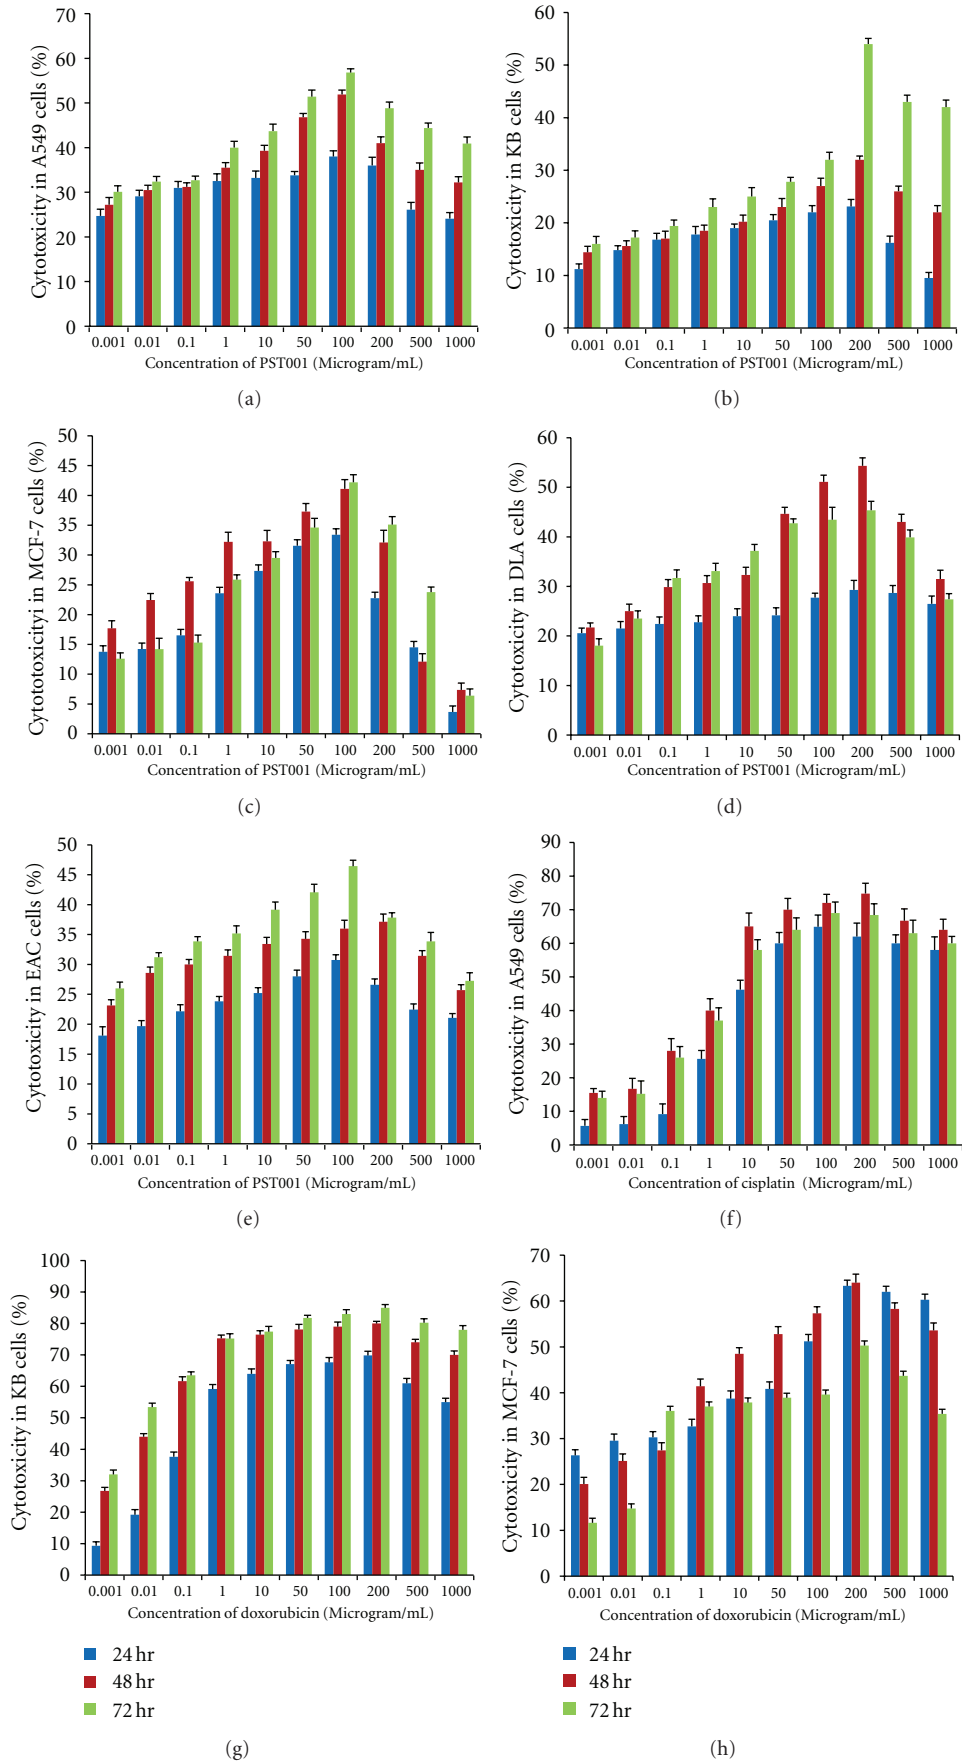 70
60
50
40
30
20
10
0
Cytotoxicity in A549 cells (%)
0.001 0.01 0.1 1 10 50 100 200 500 1000
Concentration of PST001 (Microgram/mL)
(a)
60
50
40
30
20
10
0
Cytotoxicity in KB cells (%)
0.001 0.01 0.1 1 10 50 100 200 500 1000
Concentration of PST001 (Microgram/mL)
(b)
50
45
40
35
30
25
20
15
10
5
0
Cytototoxicityi in MCF-7 cells (%)
0.001 0.01 0.1 1 10 50 100 200 500 1000
Concentration of PST001 (Microgram/mL)
(c)
60
50
40
30
20
10
0
Cytotoxicity in DLA cells (%)
0.001 0.01 0.1 1 10 50 100 200 500 1000
Concentration of PST001 (Microgram/mL)
(d)
50
45
40
35
30
25
20
15
10
5
0
Cytotoxicity in EAC cells (%)
0.001 0.01 0.1 1 10 50 100 200 500 1000
Concentration of PST001 (Microgram/mL)
(e)
90
80
70
60
50
40
30
20
10
0
Cytotoxicity in A549 cells (%)
0.001 0.01 0.1 1 10 50 100 200 500 1000
Concentration of cisplatin (Microgram/mL)
(f)
100
90
80
70
60
50
40
30
20
10
0
Cytotoxicity in KB cells (%)
0.001 0.01 0.1 1 10 50 100 200 500 1000
Concentration of doxorubicin (Microgram/mL)
24 hr
48 hr
72 hr
(g)
70
60
50
40
30
20
10
0
Cytotoxicity in MCF-7 cells (%)
0.001 0.01 0.1 1 10 50 100 200 500 1000
Concentration of doxorubicin (Microgram/mL)
24 hr
48 hr
72 hr
(h)